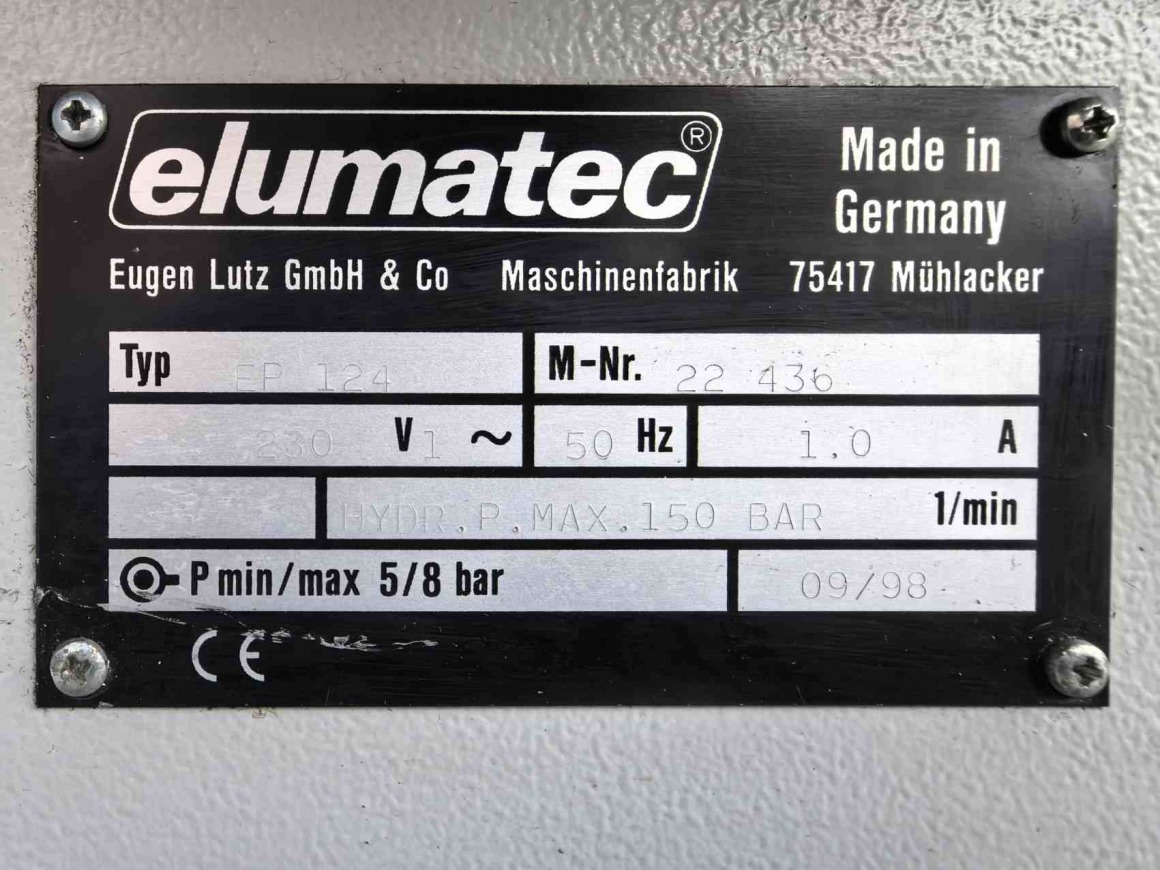 elumatec®
Made in
Germany
Eugen Lutz GmbH & Co Maschinenfabrik 75417 Mühlacker
Typ EP 124 M-Nr. 22 436
230 V 1 ~ 50 Hz 1.0 A
HYDR.P.MAX.150 BAR 1/min
P min/max 5/8 bar 09/98
CE